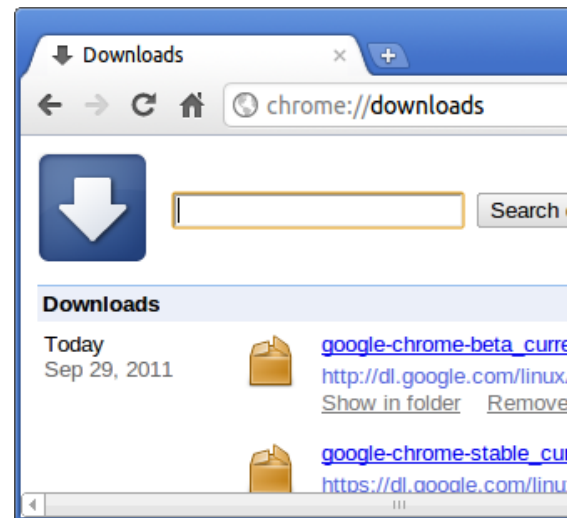 Downloads
chrome://downloads
Search
Downloads
Today
google-chrome-beta_curre
Sep 29, 2011
http://dl.google.com/linux
Show in folder Remove
google-chrome-stable_cur
https://dl.google.com/linu